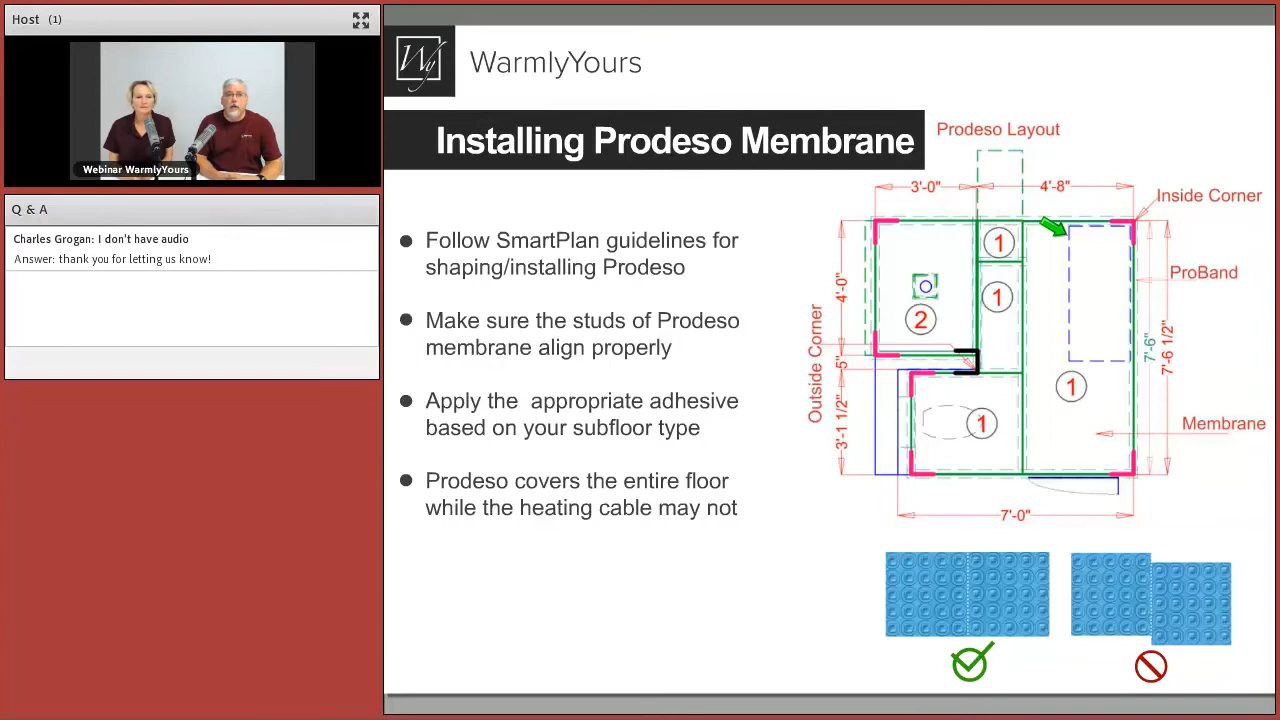 Host (1)
Webinar WarmlyYours
Q & A
Charles Grogan: I don't have audio
Answer: thank you for letting us know!
Wy
WarmlyYours
Installing Prodeso Membrane
Follow SmartPlan guidelines for
shaping/installing Prodeso
Make sure the studs of Prodeso
membrane align properly
Apply the appropriate adhesive
based on your subfloor type
Prodeso covers the entire floor
while the heating cable may not
Prodeso Layout
3'-0"
4'-8"
Inside Corner
1
ProBand
4'-0"
1
2
Outside Corner
7'-6"
7'-6 1/2"
5"
1
3'-1 1/2"
1
Membrane
7'-0"